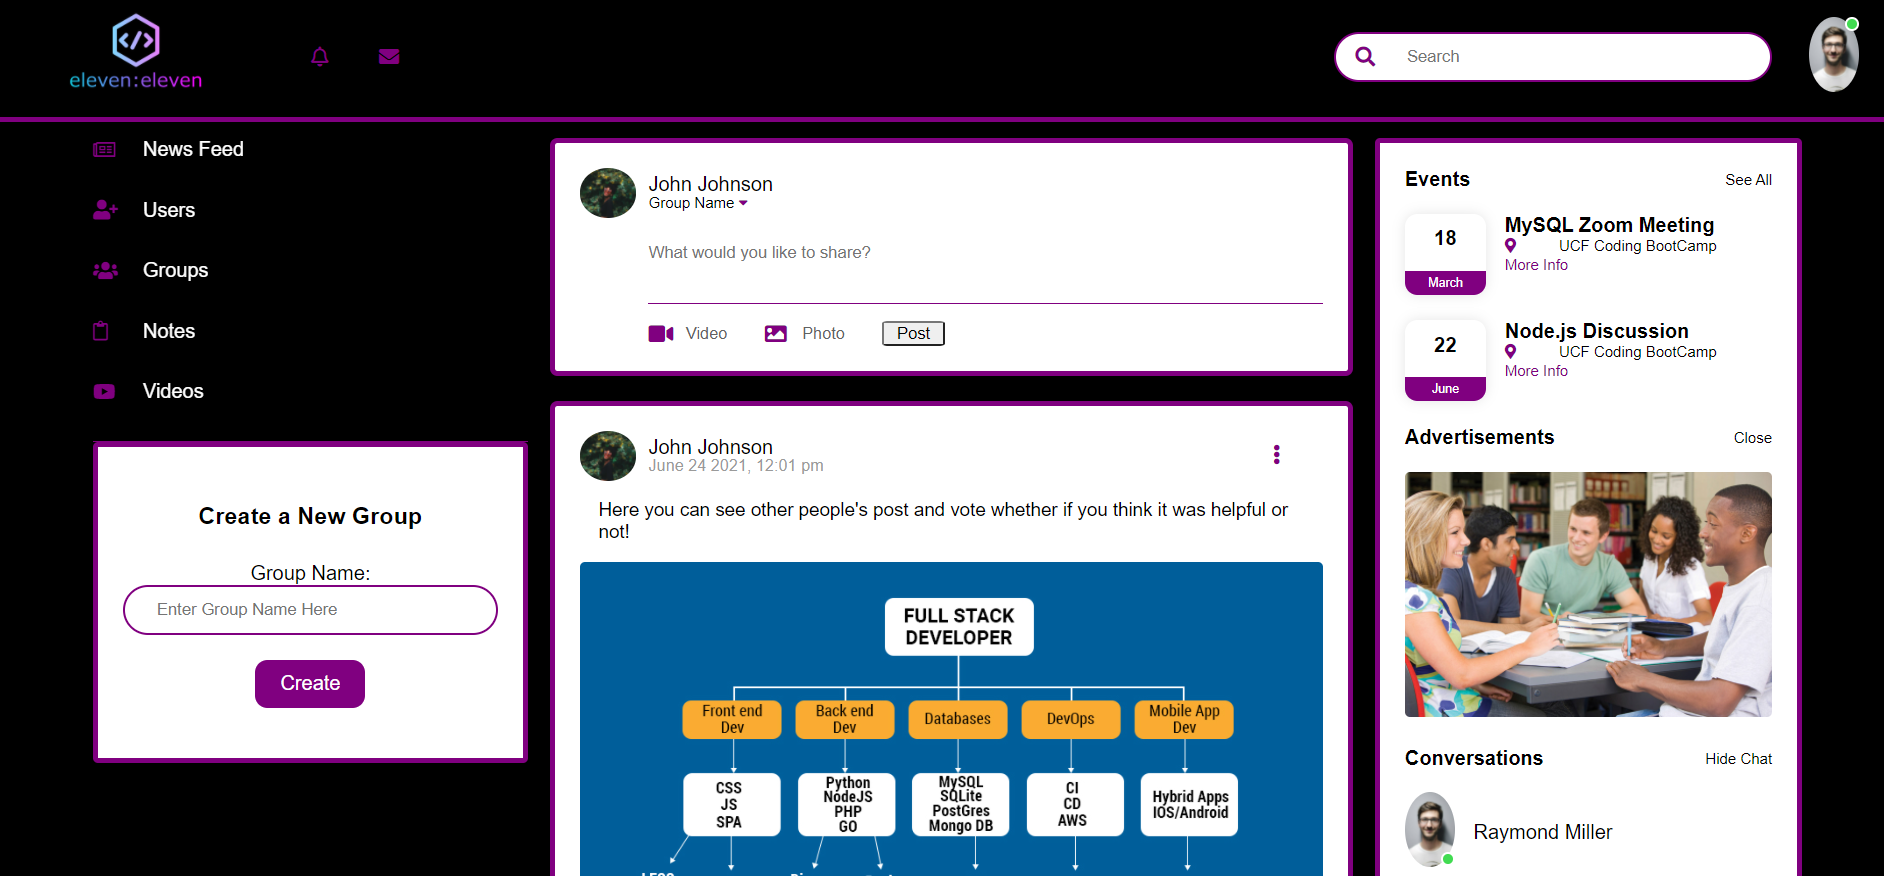 </>
eleven:eleven
Search
News Feed
Users
Groups
Notes
Videos
Create a New Group
Group Name:
Enter Group Name Here
Create
John Johnson
Group Name
What would you like to share?
Video
Photo
Post
John Johnson
June 24 2021, 12:01 pm
Here you can see other people's post and vote whether if you think it was helpful or
not!
FULL STACK
DEVELOPER
Front end
Dev
Back end
Dev
Databases
DevOps
Mobile App
Dev
CSS
JS
SPA
Python
NodeJS
PHP
GO
MySQL
SQLite
PostGres
Mongo DB
CI
CD
AWS
Hybrid Apps
IOS/Android
Events
See All
18
March
MySQL Zoom Meeting
UCF Coding BootCamp
More Info
22
June
Node.js Discussion
UCF Coding BootCamp
More Info
Advertisements
Close
Conversations
Hide Chat
Raymond Miller